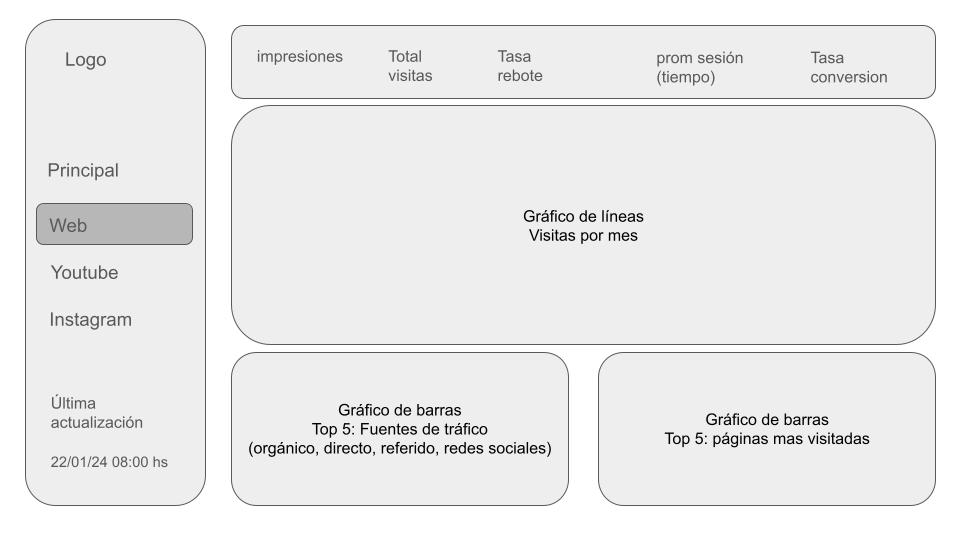 Logo
Principal
Web
Youtube
Instagram
Última
actualización
22/01/24 08:00 hs
impresiones
Total
visitas
Tasa
rebote
prom sesión
(tiempo)
Tasa
conversion
Gráfico de líneas
Visitas por mes
Gráfico de barras
Top 5: Fuentes de tráfico
(orgánico, directo, referido, redes sociales)
Gráfico de barras
Top 5: páginas mas visitadas